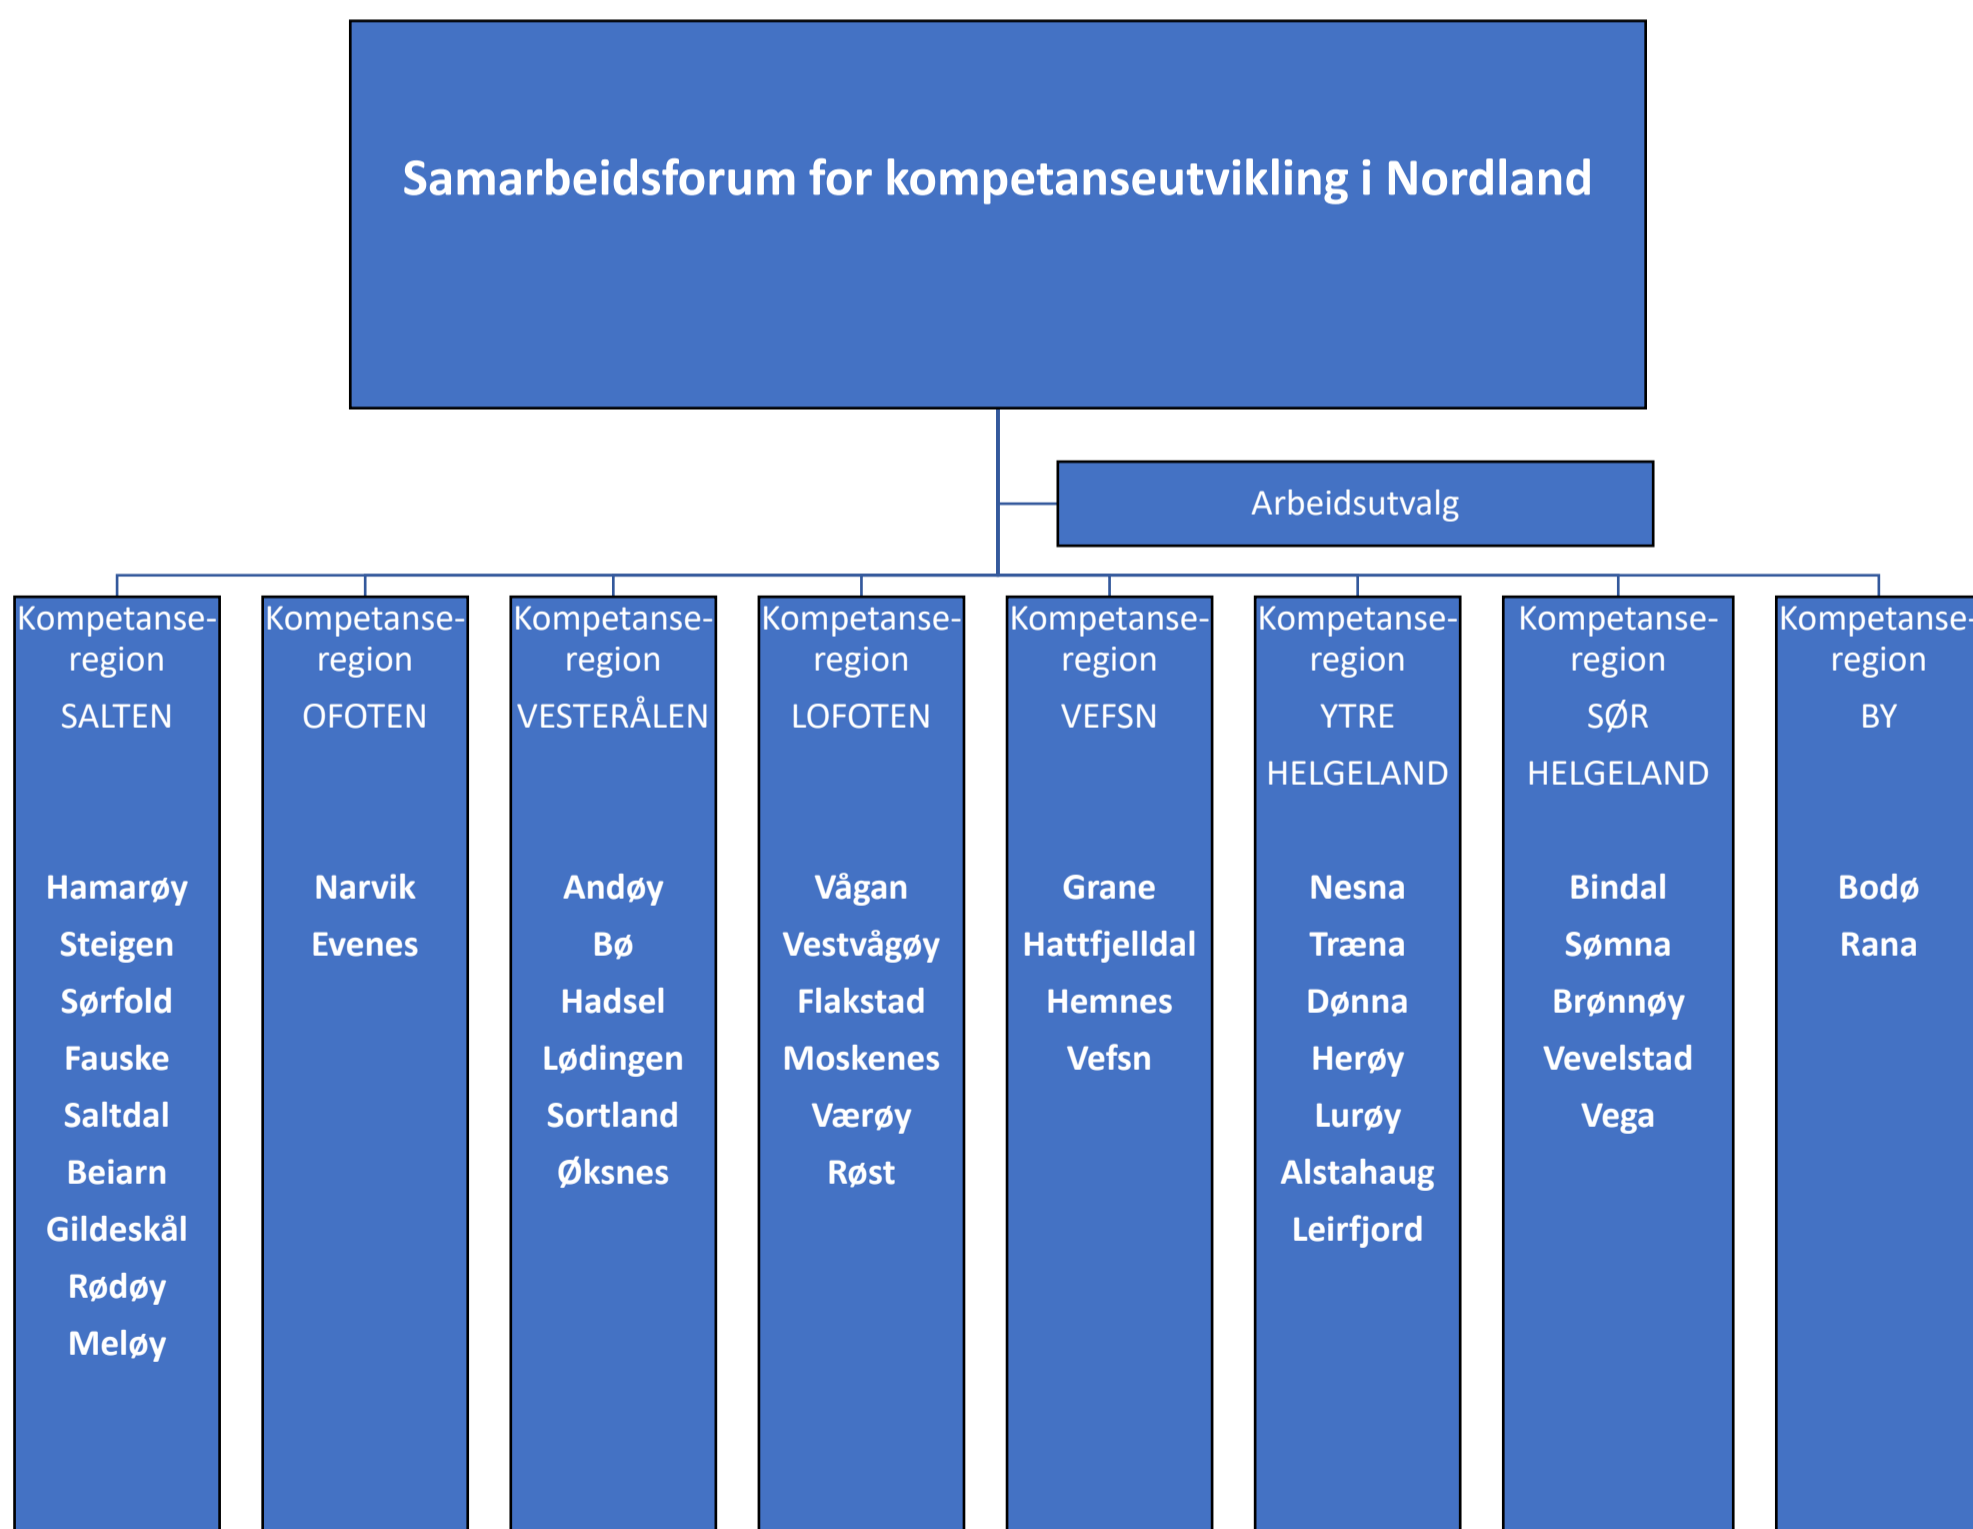 Samarbeidsforum for kompetanseutvikling i Nordland
Arbeidsutvalg
Kompetanse-
region
SALTEN
Hamarøy
Steigen
Sørfold
Fauske
Saltdal
Beiarn
Gildeskål
Rødøy
Meløy
Kompetanse-
region
OFOTEN
Narvik
Evenes
Kompetanse-
region
VESTERÅLEN
Andøy
Bø
Hadsel
Lødingen
Sortland
Øksnes
Kompetanse-
region
LOFOTEN
Vågan
Vestvågøy
Flakstad
Moskenes
Værøy
Røst
Kompetanse-
region
VEFSN
Grane
Hattfjelldal
Hemnes
Vefsn
Kompetanse-
region
YTRE
HELGELAND
Nesna
Træna
Dønna
Herøy
Lurøy
Alstahaug
Leirfjord
Kompetanse-
region
SØR
HELGELAND
Bindal
Sømna
Brønnøy
Vevelstad
Vega
Kompetanse-
region
BY
Bodø
Rana